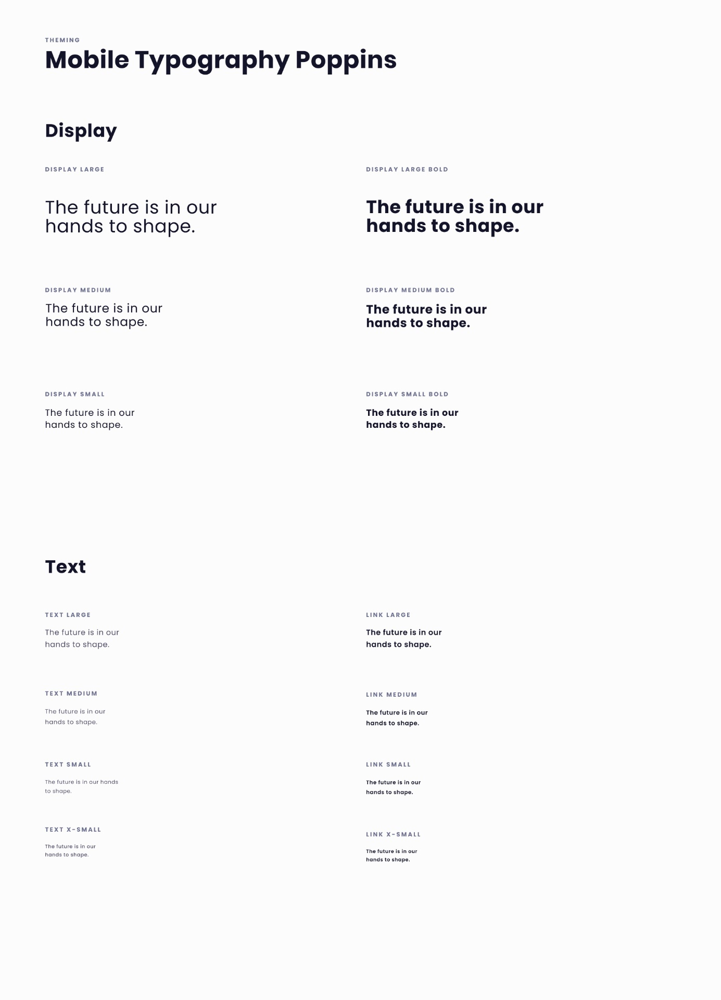 THEMING
Mobile Typography Poppins
Display
DISPLAY LARGE
The future is in our
hands to shape.
DISPLAY LARGE BOLD
The future is in our
hands to shape.
DISPLAY MEDIUM
The future is in our
hands to shape.
DISPLAY MEDIUM BOLD
The future is in our
hands to shape.
DISPLAY SMALL
The future is in our
hands to shape.
DISPLAY SMALL BOLD
The future is in our
hands to shape.
Text
TEXT LARGE
The future is in our
hands to shape.
LINK LARGE
The future is in our
hands to shape.
TEXT MEDIUM
The future is in our
hands to shape.
LINK MEDIUM
The future is in our
hands to shape.
TEXT SMALL
The future is in our hands
to shape.
LINK SMALL
The future is in our
hands to shape.
TEXT X-SMALL
The future is in our
hands to shape.
LINK X-SMALL
The future is in our
hands to shape.